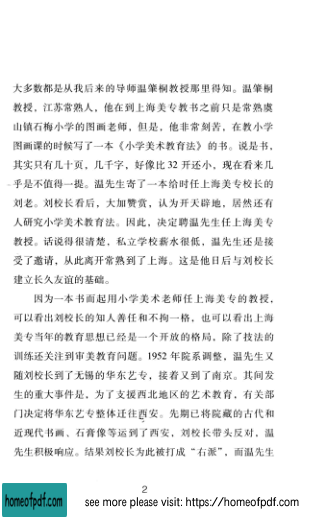 大多数都是从我后来的导师温肇桐教授那里得知。温肇桐
教授，江苏常熟人，他在到上海美专教书之前只是常熟虞
山镇石梅小学的图画老师，但是，他非常刻苦，在教小学
图画课的时候写了一本《小学美术教育法》的书。说是书，
其实只有几十页，几千字，好像比32开还小，现在看来几
乎是不值得一提。温先生寄了一本给时任上海美专校长的
刘老。刘校长看后，大加赞赏，认为开天辟地，居然还有
人研究小学美术教育法。因此，决定聘温先生任上海美专
教授。话说得很清楚，私立学校薪水很低，温先生还是接
受了邀请，从此离开常熟到了上海。这是他日后与刘校长
建立长久友谊的基础。
因为一本书而起用小学美术老师任上海美专的教授，
可以看出刘校长的知人善任和不拘一格，也可以看出上海
美专当年的教育思想已经是一个开放的格局，除了技法的
训练还关注到审美教育问题。1952年院系调整，温先生又
随刘校长到了无锡的华东艺专，接着又到了南京。其间发
生的重大事件是，为了支援西北地区的艺术教育，有关部
门决定将华东艺专整体迁往西安。先期已将院藏的古代和
近现代书画、石膏像等运到了西安，刘校长带头反对，温
先生积极响应。结果刘校长为此被打成“右派”，而温先生
2
homeofpdf.com
see more please visit: https://homeofpdf.com